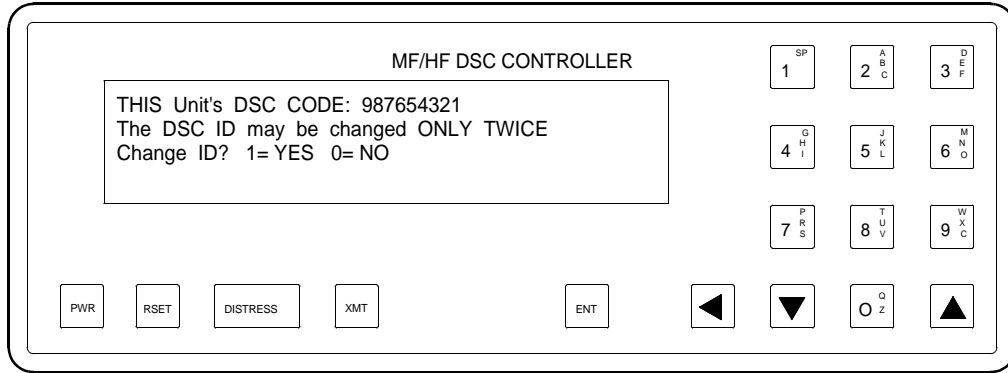 MF/HF DSC CONTROLLER
THIS Unit's DSC CODE: 987654321
The DSC ID may be changed ONLY TWICE
Change ID? 1= YES 0= NO
1 SP
2 A B C
3 D E F
4 G H I
5 J K L
6 M N O
7 P R S
8 T U V
9 W X C
PWR RSET DISTRESS XMT ENT O Q Z